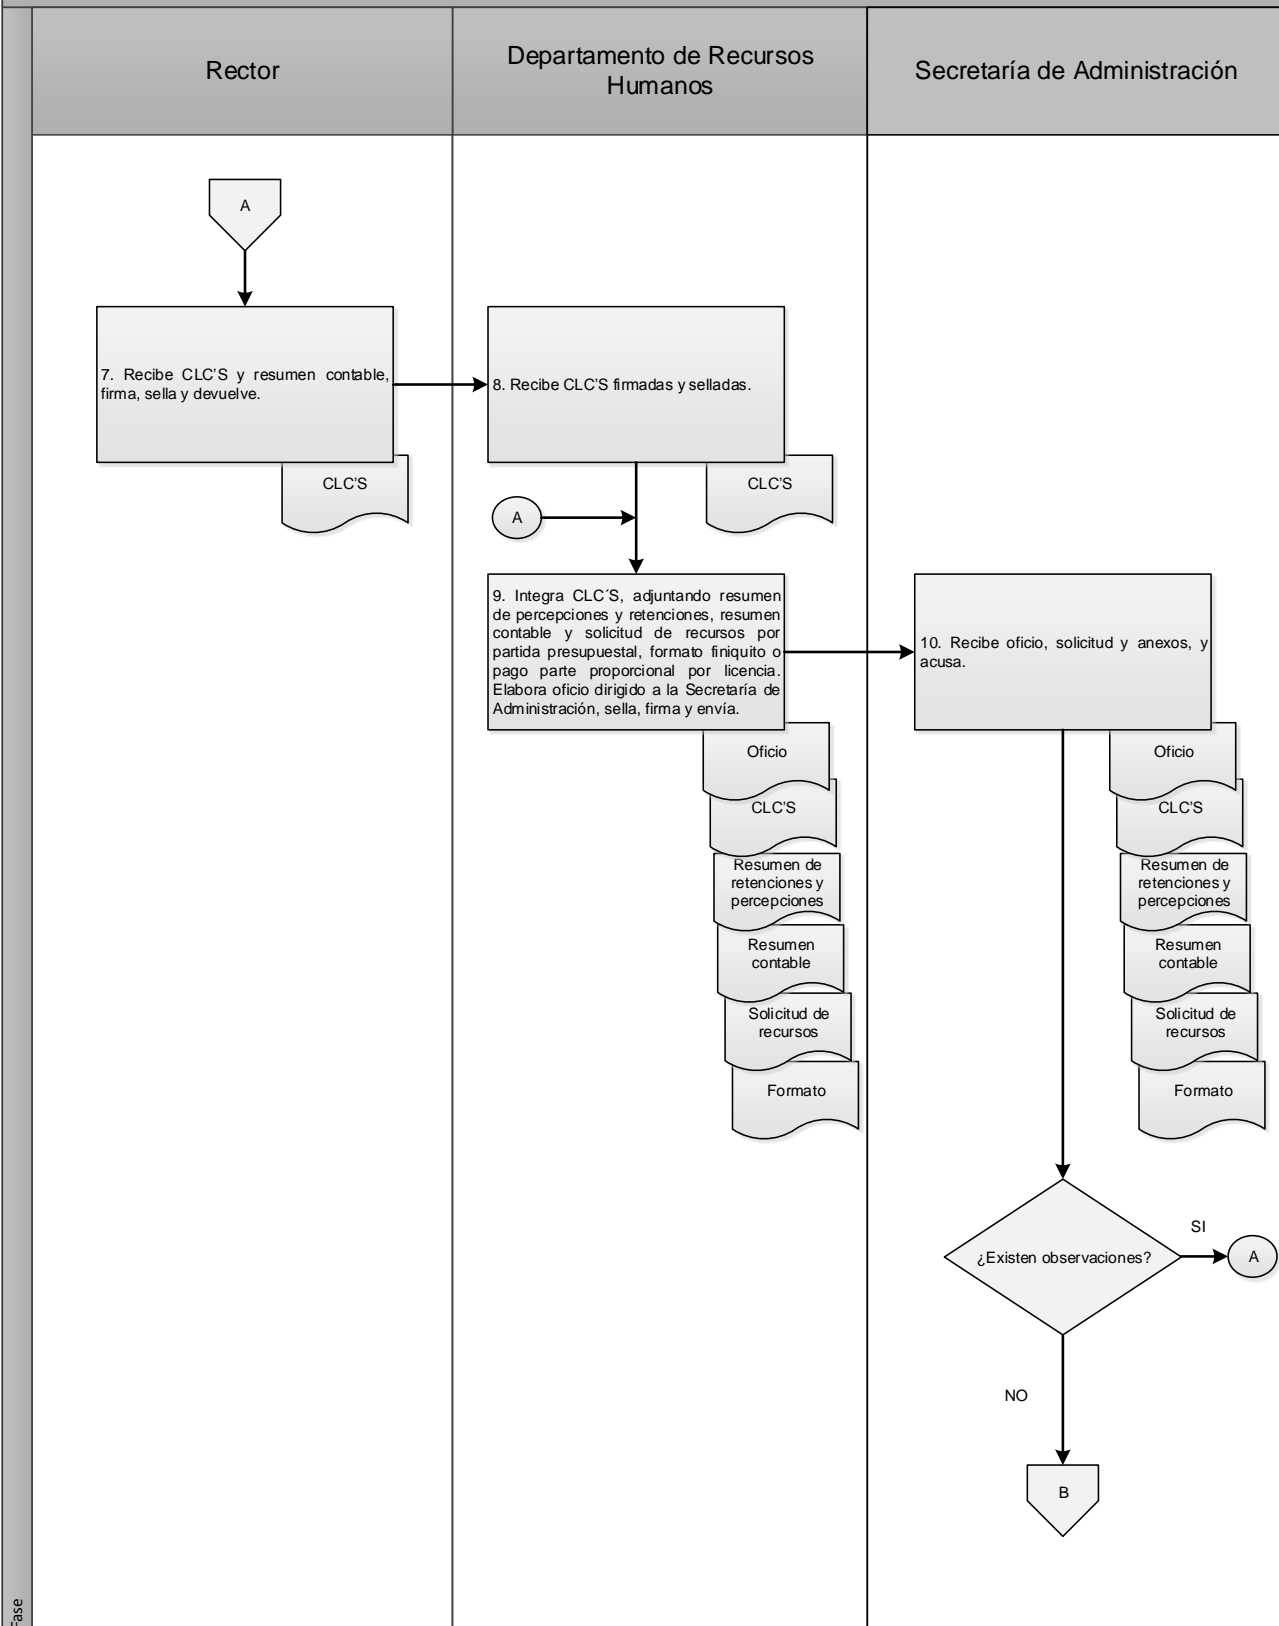 Rector
Departamento de Recursos
Humanos
Secretaría de Administración
A
7. Recibe CLC'S y resumen contable,
firma, sella y devuelve.
CLC'S
8. Recibe CLC'S firmadas y selladas.
CLC'S
A
9. Integra CLC´S, adjuntando resumen
de percepciones y retenciones, resumen
contable y solicitud de recursos por
partida presupuestal, formato finiquito o
pago parte proporcional por licencia.
Elabora oficio dirigido a la Secretaría de
Administración, sella, firma y envía.
Oficio
CLC'S
Resumen de
retenciones y
percepciones
Resumen
contable
Solicitud de
recursos
Formato
10. Recibe oficio, solicitud y anexos, y
acusa.
Oficio
CLC'S
Resumen de
retenciones y
percepciones
Resumen
contable
Solicitud de
recursos
Formato
¿Existen observaciones?
SI
A
NO
B
Fase